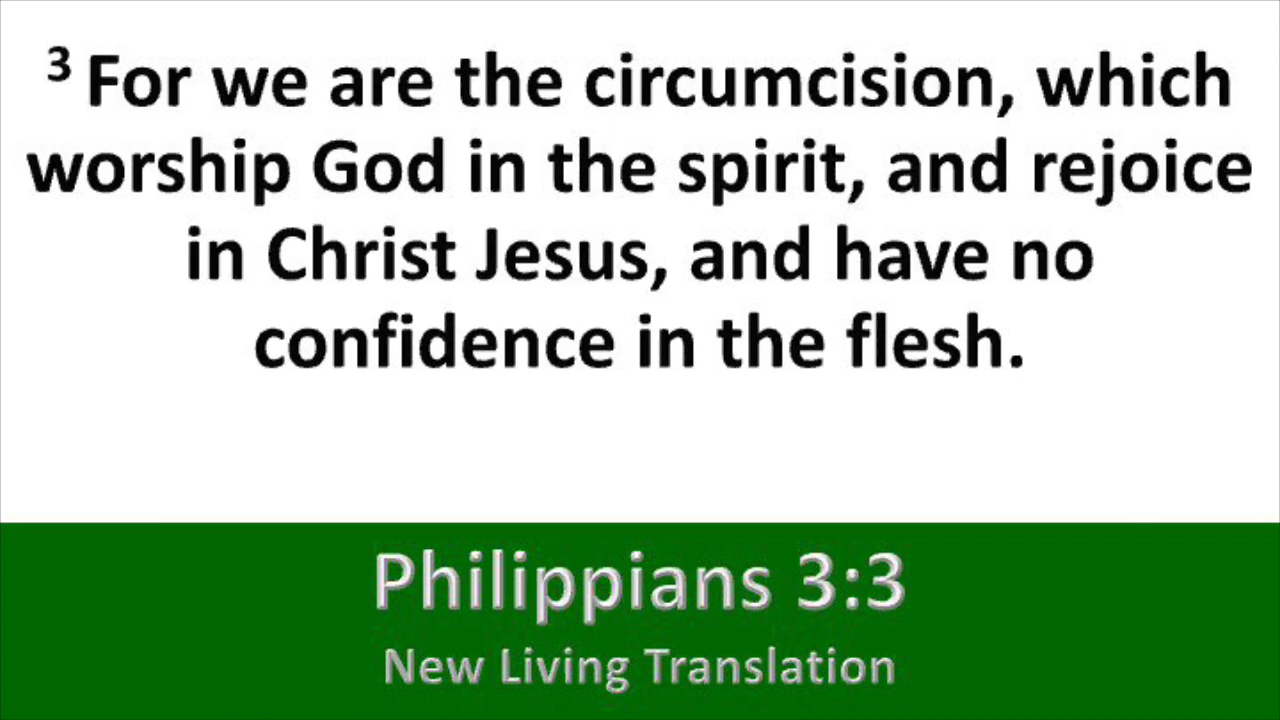 3 For we are the circumcision, which
worship God in the spirit, and rejoice
in Christ Jesus, and have no
confidence in the flesh.
Philippians 3:3
New Living Translation